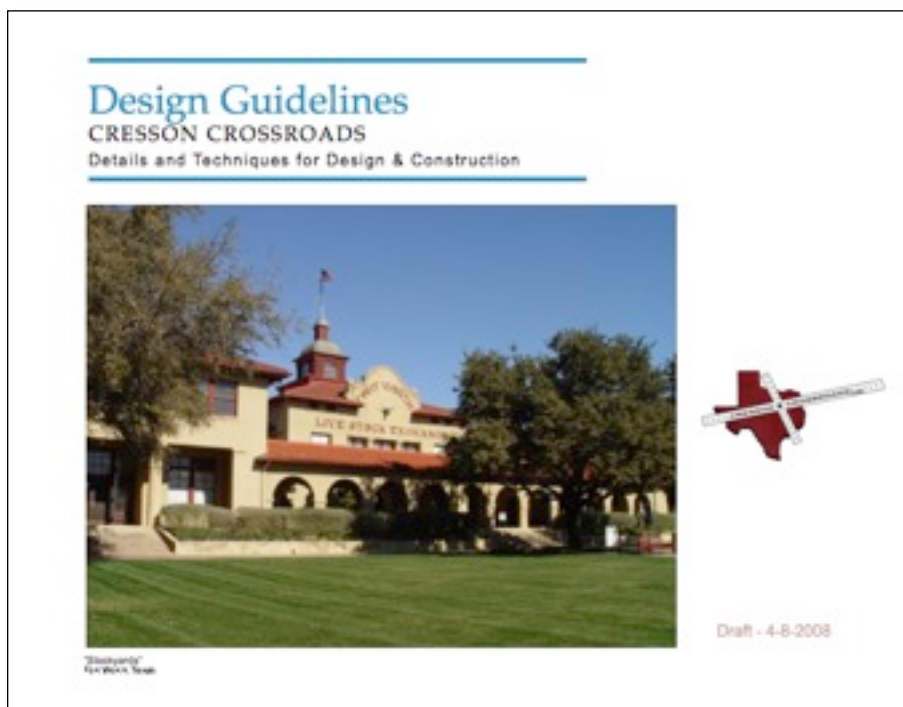 Design Guidelines
CRESSON CROSSROADS
Details and Techniques for Design & Construction
LIVE STOCK EXCHANGE
Draft - 4-8-2008
"Stockyards"
Fort Worth, Texas